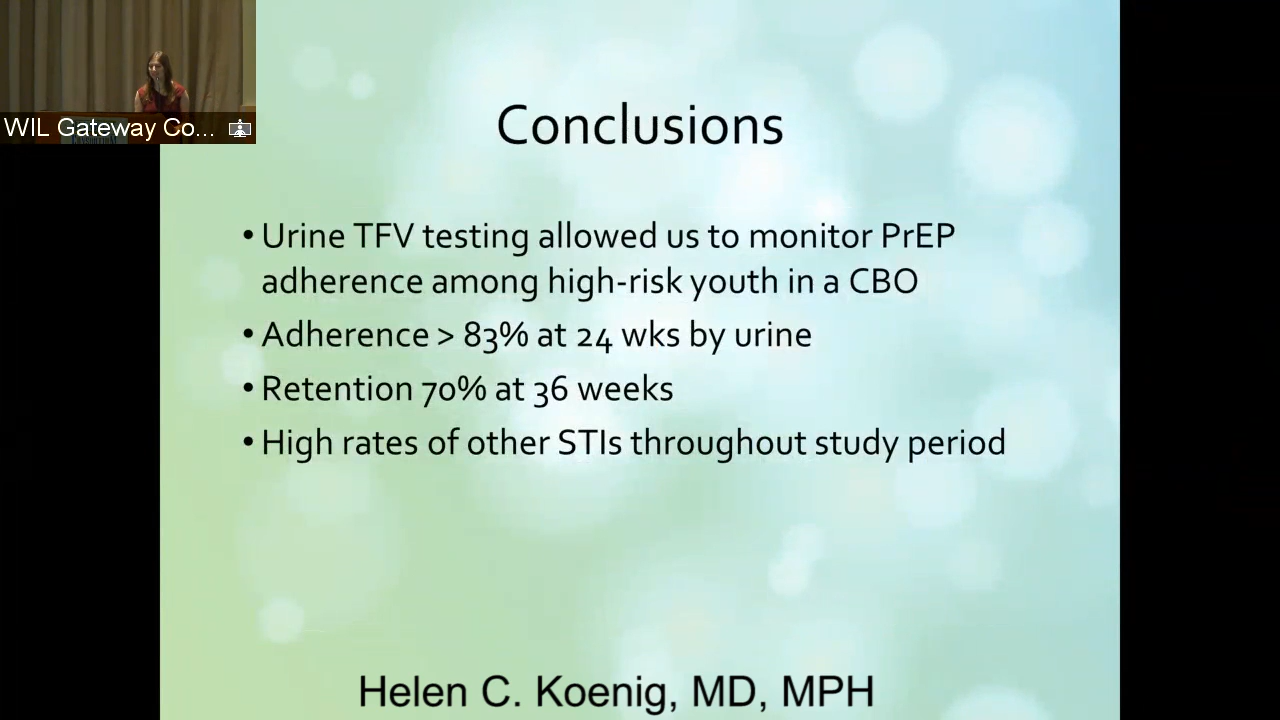 WIL Gateway Co...
Conclusions
• Urine TFV testing allowed us to monitor PrEP
adherence among high-risk youth in a CBO
• Adherence > 83% at 24 wks by urine
• Retention 70% at 36 weeks
• High rates of other STIs throughout study period
Helen C. Koenig, MD, MPH